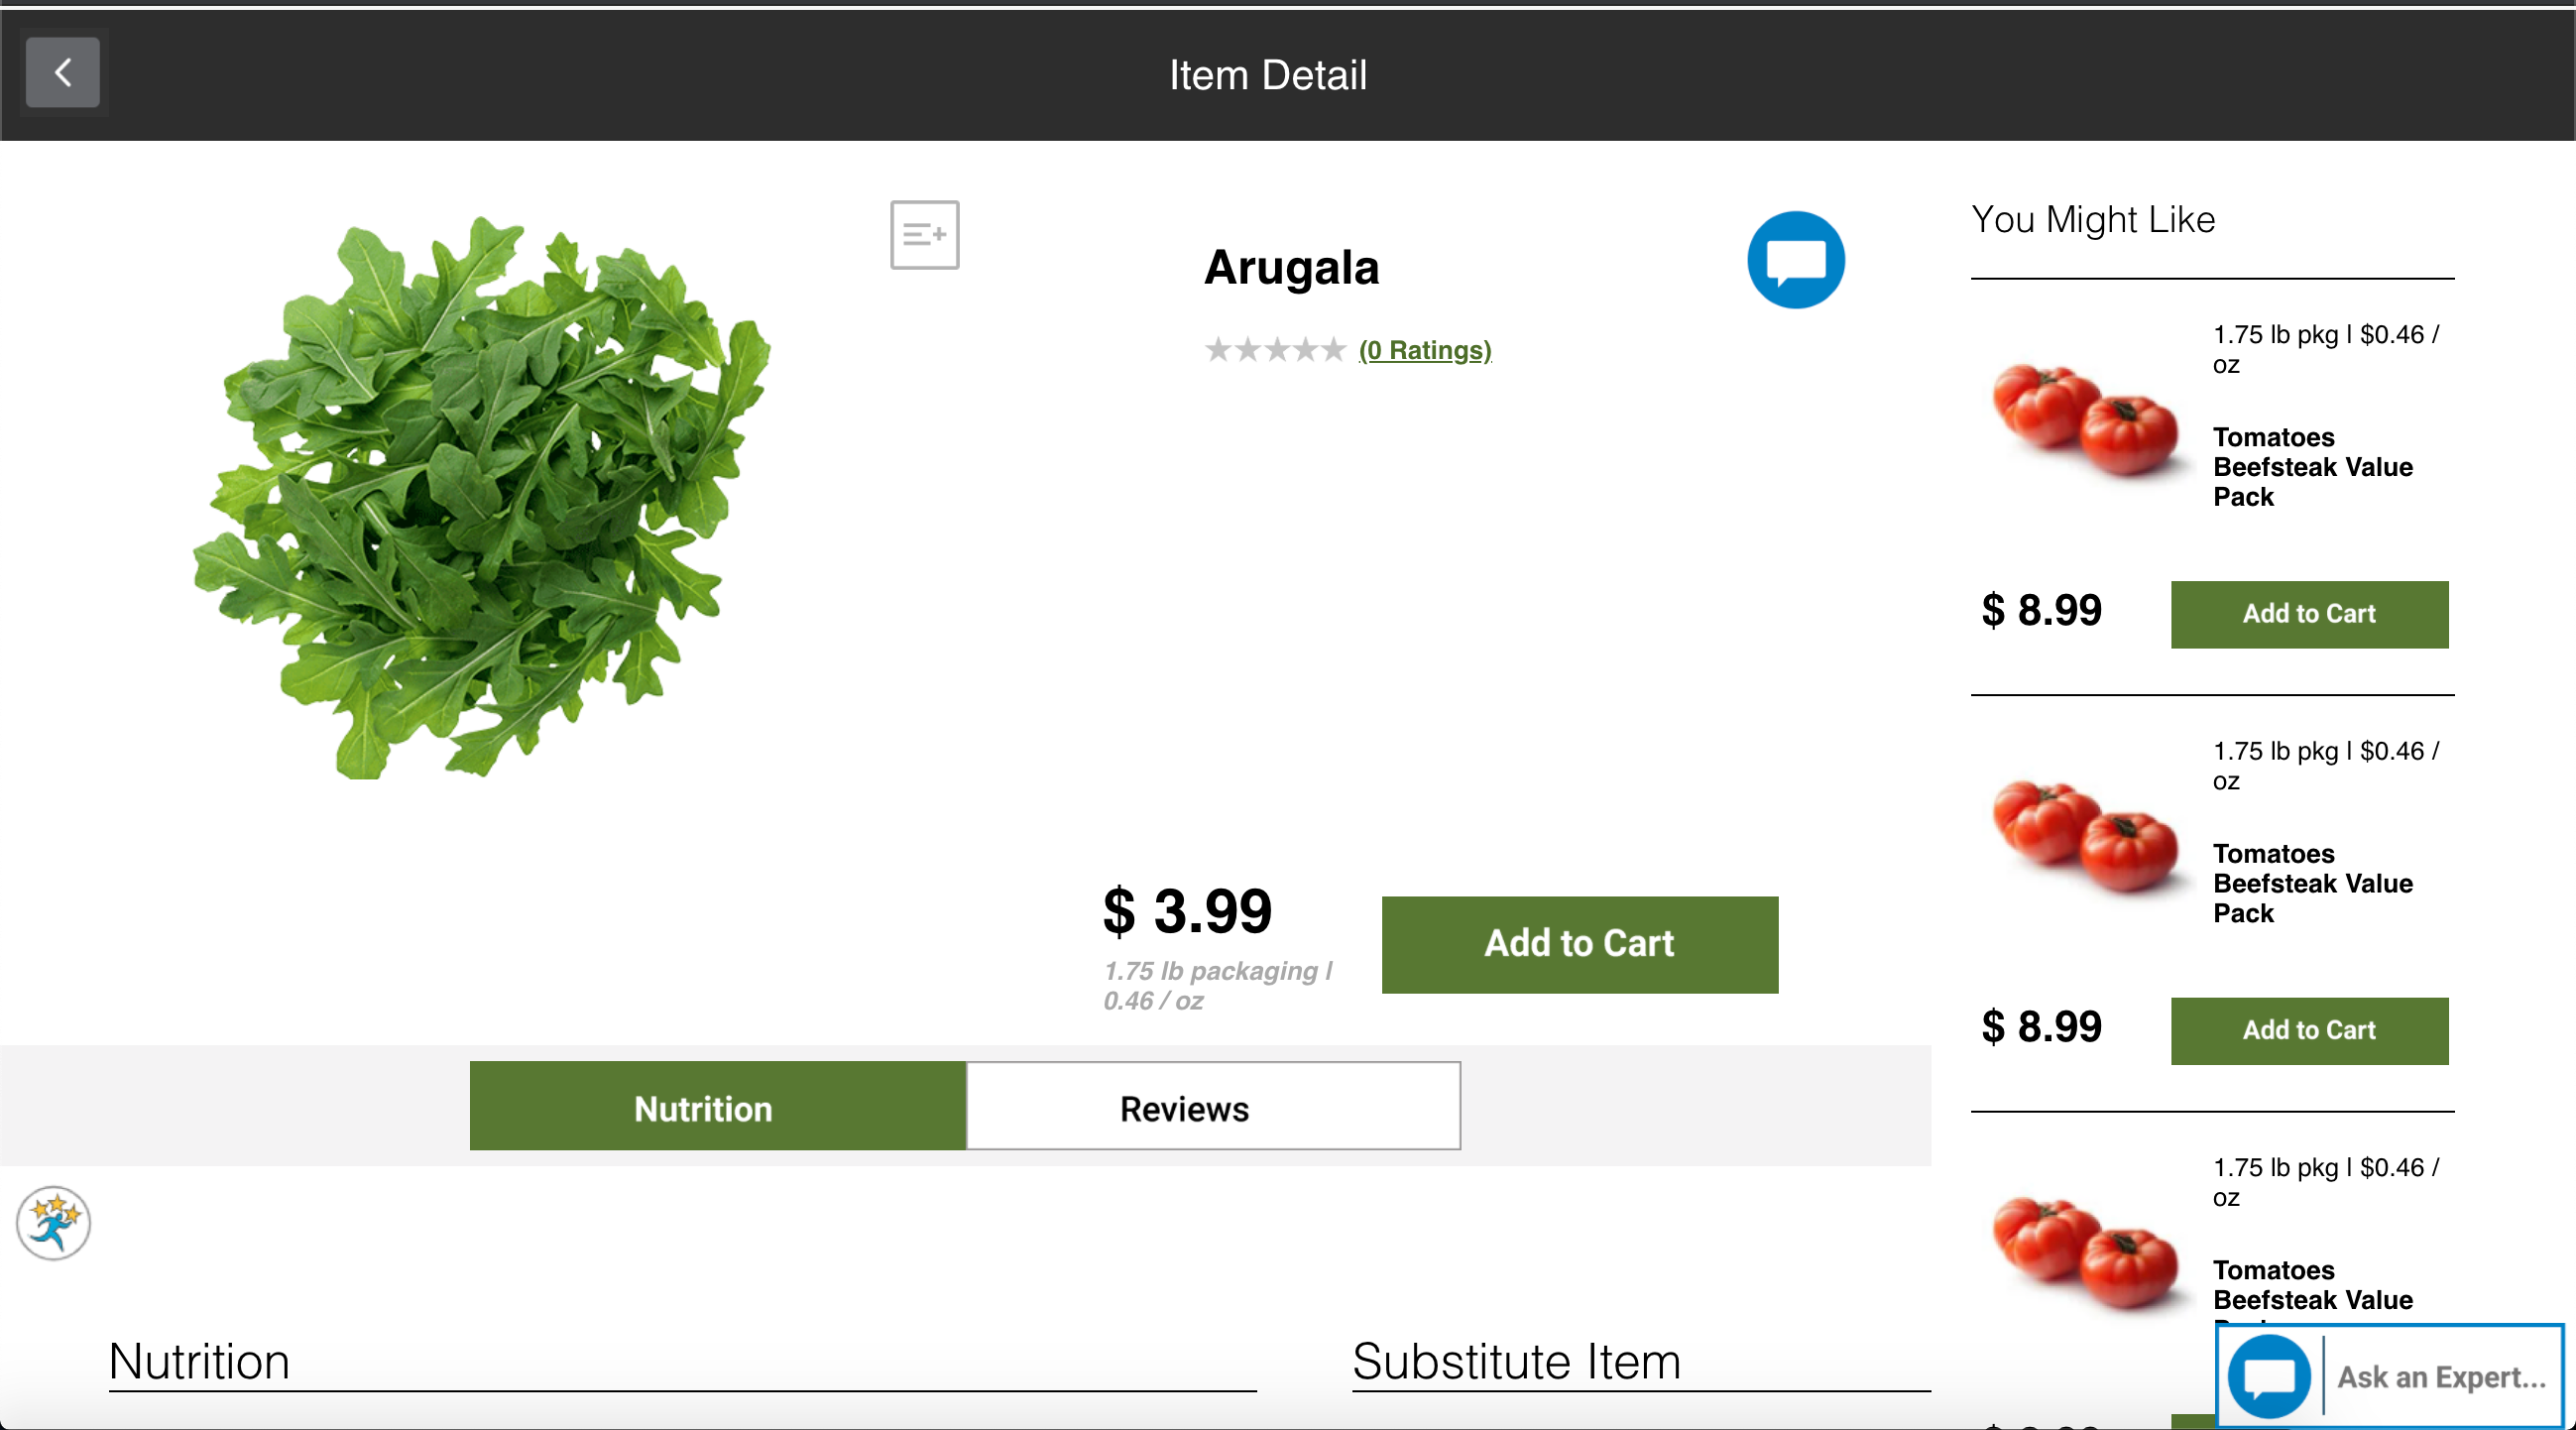 Item Detail
Arugala
(0 Ratings)
$ 3.99
1.75 lb packaging |
0.46 / oz
Add to Cart
Nutrition
Reviews
Nutrition
Substitute Item
You Might Like
1.75 lb pkg | $0.46 /
oz
Tomatoes
Beefsteak Value
Pack
$ 8.99
Add to Cart
1.75 lb pkg | $0.46 /
oz
Tomatoes
Beefsteak Value
Pack
$ 8.99
Add to Cart
1.75 lb pkg | $0.46 /
oz
Tomatoes
Beefsteak Value
Ask an Expert...